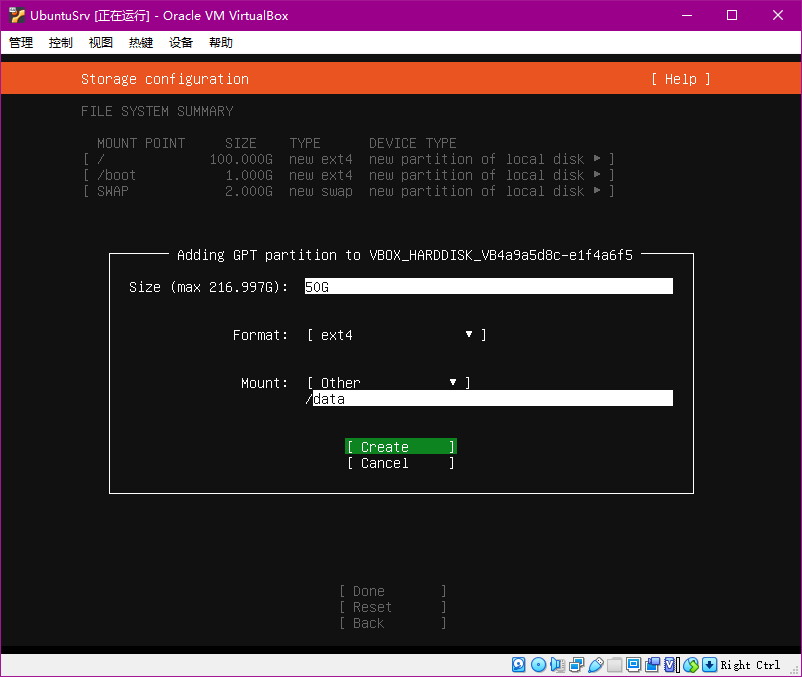 UbuntuSrv [正在运行] - Oracle VM VirtualBox
管理 控制 视图 热键 设备 帮助
Storage configuration [ Help ]
FILE SYSTEM SUMMARY
MOUNT POINT SIZE TYPE DEVICE TYPE
[ / 100.000G new ext4 new partition of local disk ▸ ]
[ /boot 1.000G new ext4 new partition of local disk ▸ ]
[ SWAP 2.000G new swap new partition of local disk ▸ ]
Adding GPT partition to VBOX_HARDDISK_VB4a9a5d8c-e1f4a6f5
Size (max 216.997G): 50G
Format: [ ext4 ▾ ]
Mount: [ Other ▾ ]
/data
[ Create ]
[ Cancel ]
[ Done ]
[ Reset ]
[ Back ]
Right Ctrl